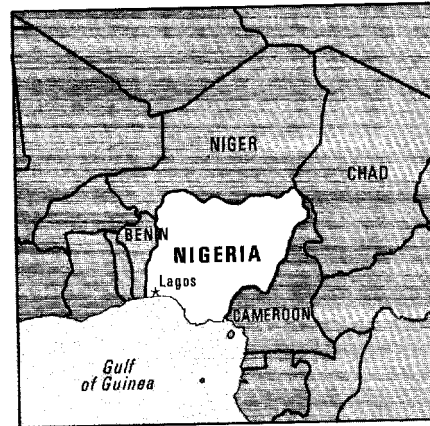 NIGER
CHAD
BENIN
NIGERIA
Lagos
CAMEROON
Gulf
of Guinea